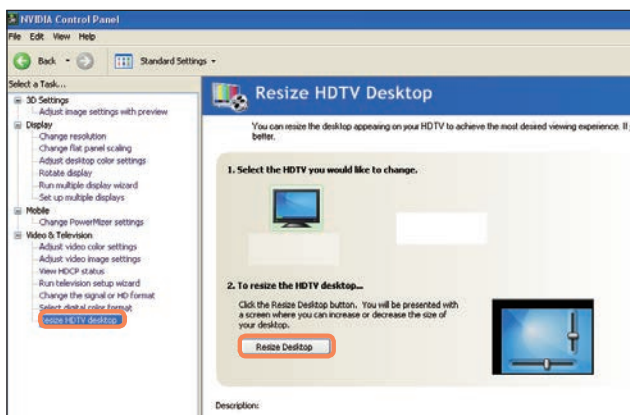 NVIDIA Control Panel
File Edit View Help
Back Standard Settings
Select a Task...
3D Settings
Adjust image settings with preview
Display
Change resolution
Change flat panel scaling
Adjust desktop color settings
Rotate display
Run multiple display wizard
Set up multiple displays
Mobile
Change PowerMizer settings
Video & Television
Adjust video color settings
Adjust video image settings
View HDCP status
Run television setup wizard
Change the signal or HD format
Select digital color format
Resize HDTV desktop
Resize HDTV Desktop
You can resize the desktop appearing on your HDTV to achieve the most desired viewing experience. If
better.
1. Select the HDTV you would like to change.
2. To resize the HDTV desktop...
Click the Resize Desktop button. You will be presented with
a screen where you can increase or decrease the size of
your desktop.
Resize Desktop
Description: